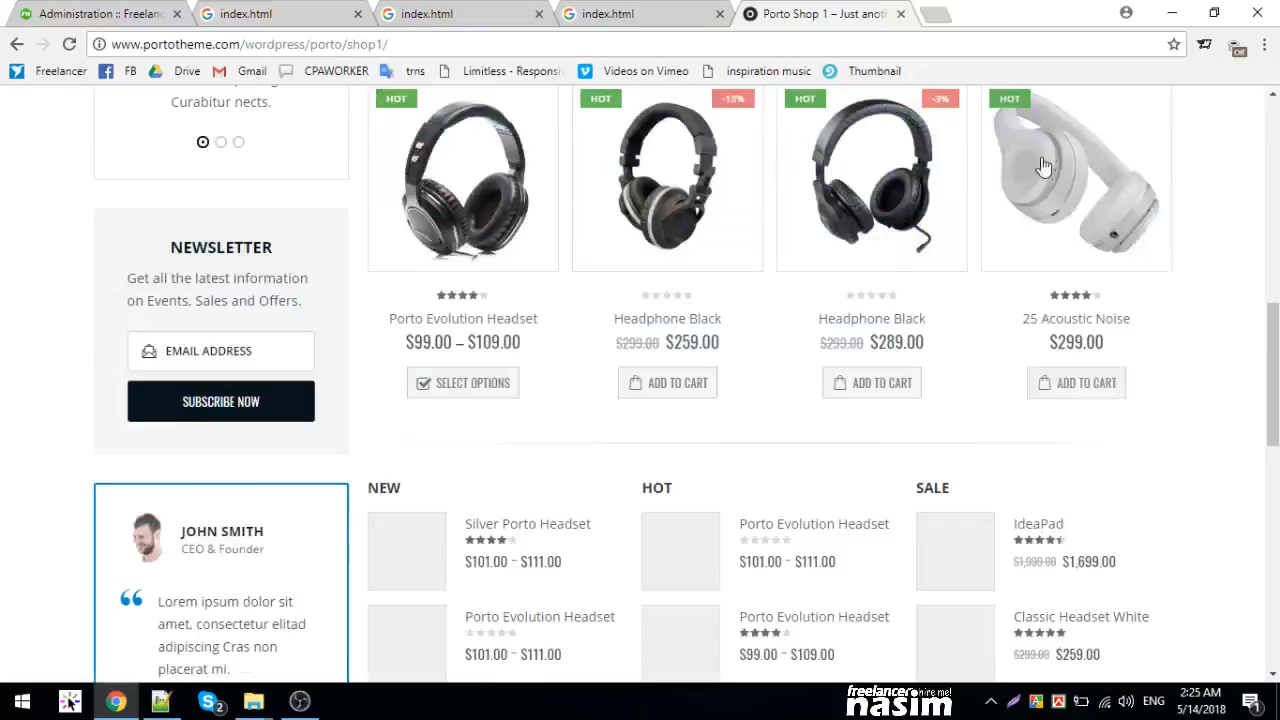 Administration :: Freelanc
index.html
index.html
index.html
Porto Shop 1 – Just anoth
www.portotheme.com/wordpress/porto/shop1/
Freelancer
FB
Drive
Gmail
CPAWORKER
trns
Limitless - Responsiv
Videos on Vimeo
inspiration music
Thumbnail
Off
Curabitur nects.
HOT
HOT
-13%
HOT
-3%
HOT
NEWSLETTER
Get all the latest information
on Events, Sales and Offers.
EMAIL ADDRESS
SUBSCRIBE NOW
Porto Evolution Headset
$99.00 – $109.00
SELECT OPTIONS
Headphone Black
$299.00 $259.00
ADD TO CART
Headphone Black
$299.00 $289.00
ADD TO CART
25 Acoustic Noise
$299.00
ADD TO CART
JOHN SMITH
CEO & Founder
“ Lorem ipsum dolor sit
amet, consectetur elitad
adipiscing Cras non
placerat mi.
NEW
Silver Porto Headset
$101.00 – $111.00
Porto Evolution Headset
$101.00 – $111.00
HOT
Porto Evolution Headset
$101.00 – $111.00
Porto Evolution Headset
$99.00 – $109.00
SALE
IdeaPad
$1,999.00 $1,699.00
Classic Headset White
$299.00 $259.00
2
freelancer hire me!
nasim
ENG
2:25 AM
5/14/2018
1